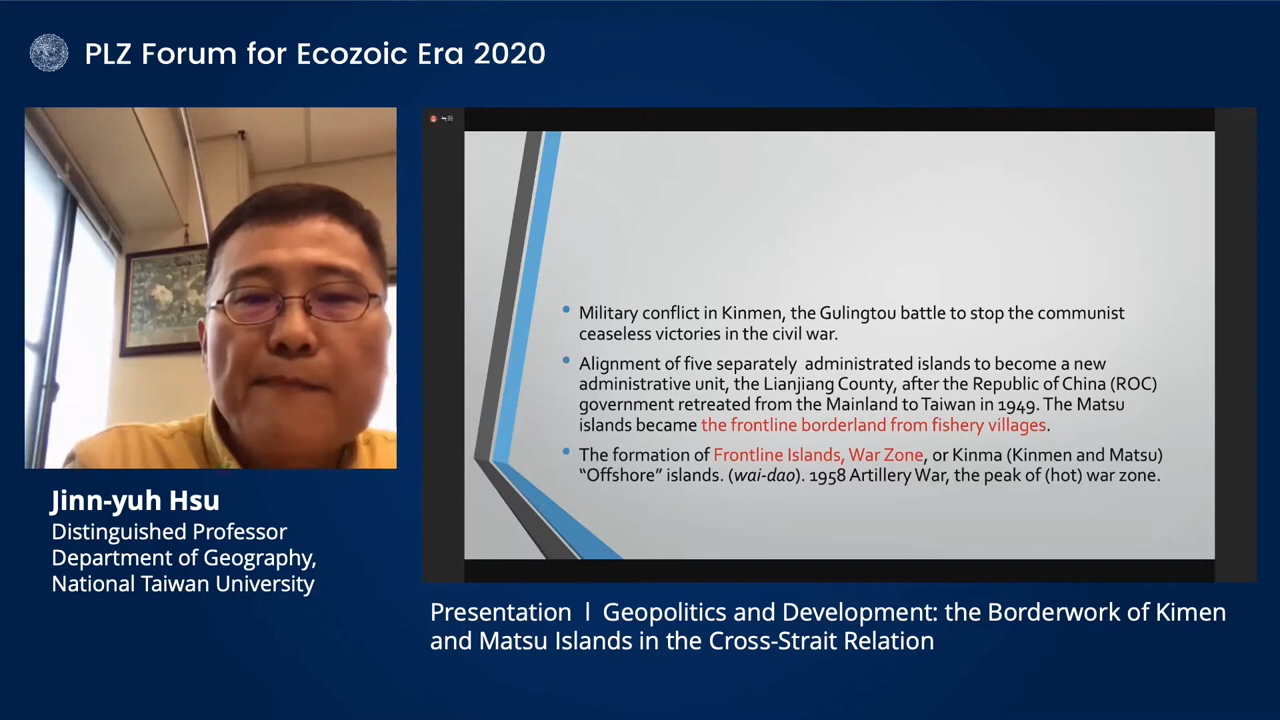 PLZ Forum for Ecozoic Era 2020
Military conflict in Kinmen, the Gulingtou battle to stop the communist
ceaseless victories in the civil war.
Alignment of five separately administrated islands to become a new
administrative unit, the Lianjiang County, after the Republic of China (ROC)
government retreated from the Mainland to Taiwan in 1949. The Matsu
islands became the frontline borderland from fishery villages.
The formation of Frontline Islands, War Zone, or Kinma (Kinmen and Matsu)
“Offshore” islands. (wai-dao). 1958 Artillery War, the peak of (hot) war zone.
Jinn-yuh Hsu
Distinguished Professor
Department of Geography,
National Taiwan University
Presentation l Geopolitics and Development: the Borderwork of Kimen
and Matsu Islands in the Cross-Strait Relation